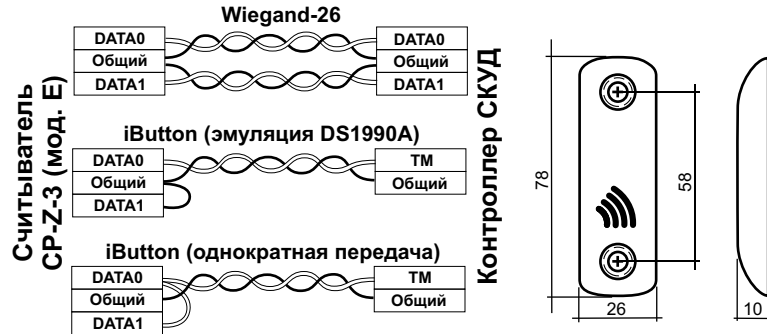 Считыватель
CP-Z-3 (мод. E)
Wiegand-26
DATA0
Общий
DATA1
DATA0
Общий
DATA1
iButton (эмуляция DS1990A)
DATA0
Общий
DATA1
TM
Общий
iButton (однократная передача)
DATA0
Общий
DATA1
TM
Общий
Контроллер СКУД
78
58
26
10